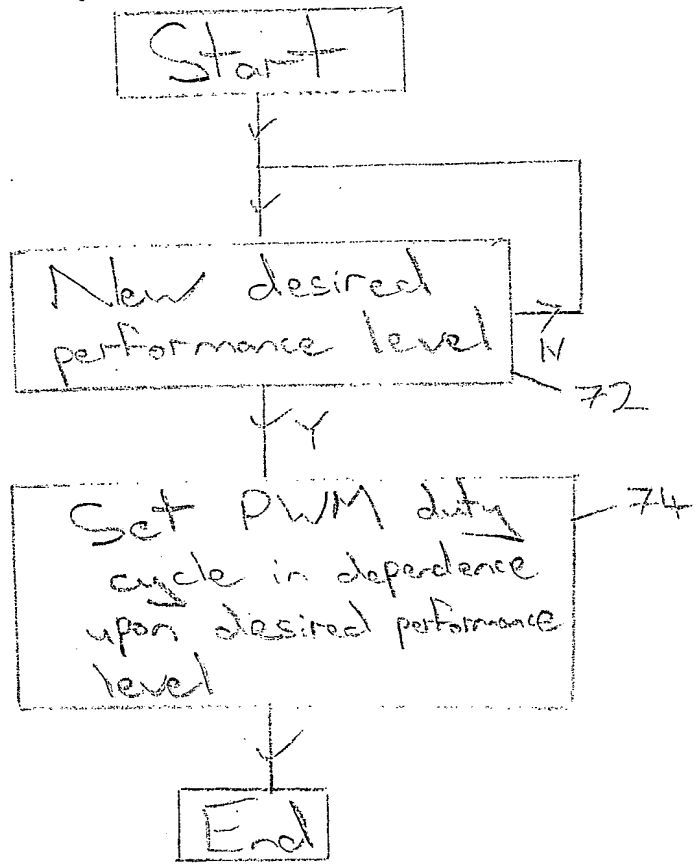 Start
New desired
performance level
N
72
Y
Set PWM duty
cycle in dependence
upon desired performance
level
74
End